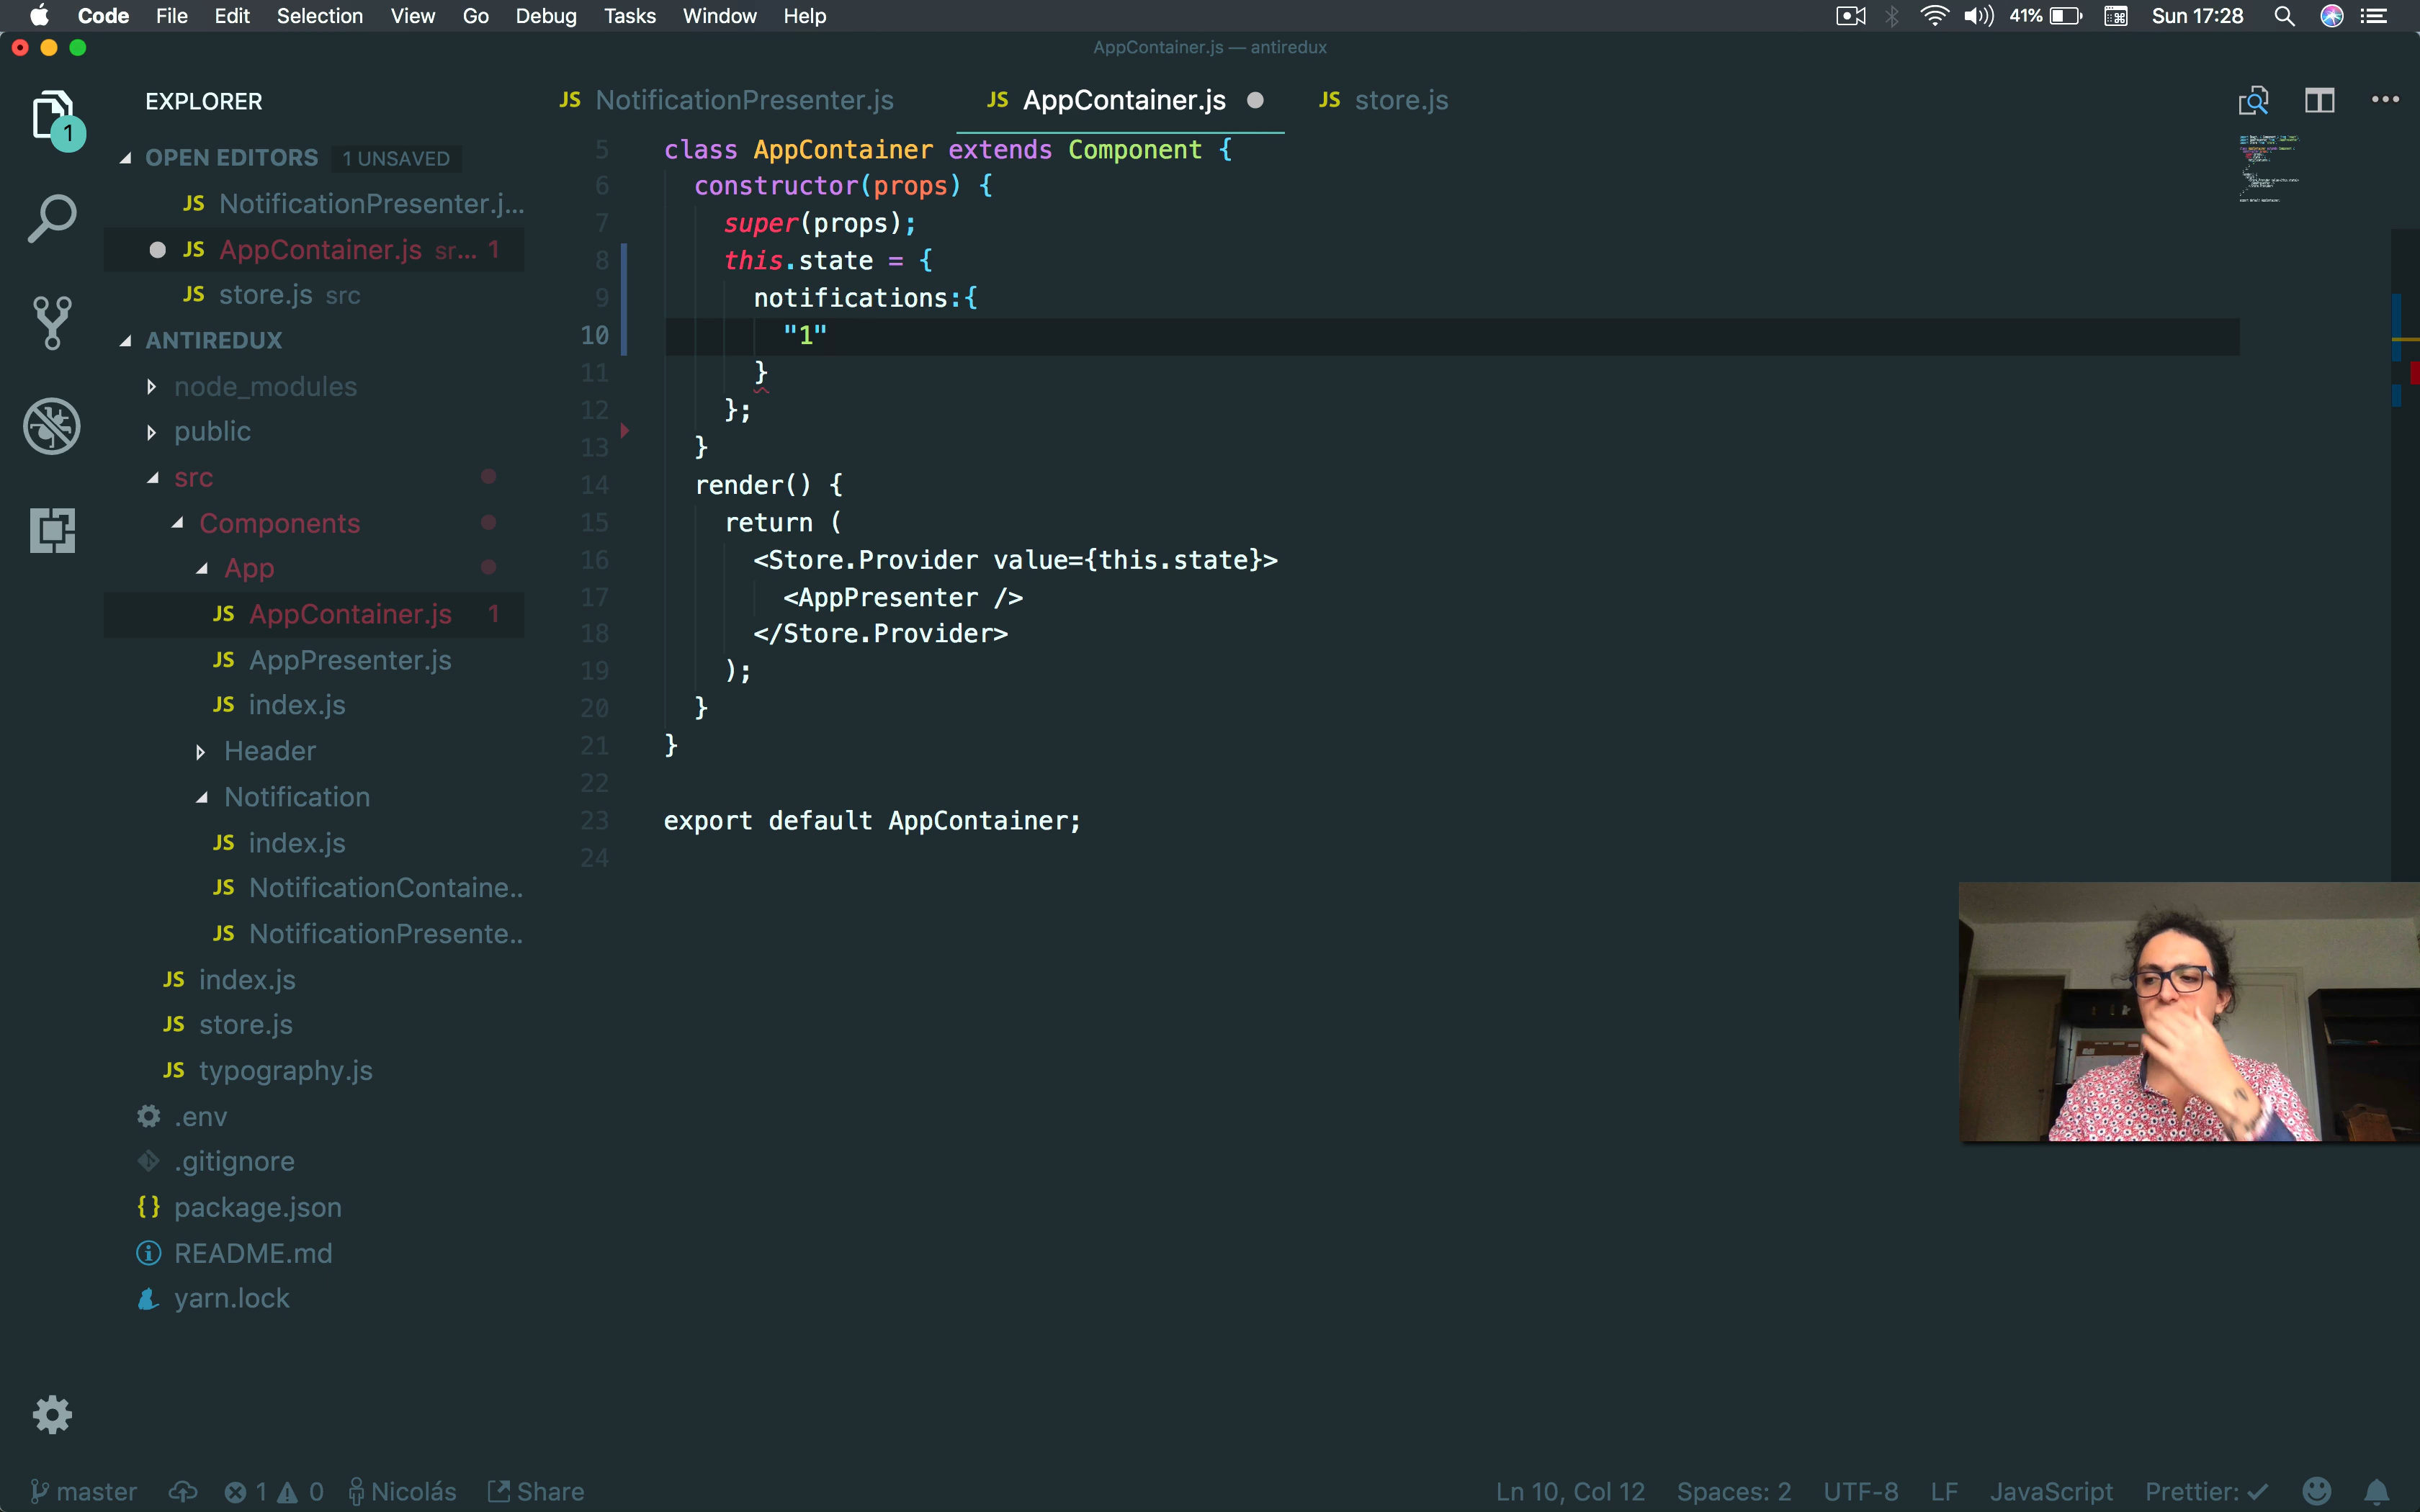 Code File Edit Selection View Go Debug Tasks Window Help 41% Sun 17:28
AppContainer.js — antiredux
EXPLORER
JS NotificationPresenter.js JS AppContainer.js JS store.js
OPEN EDITORS 1 UNSAVED
JS NotificationPresenter.j...
JS AppContainer.js sr... 1
JS store.js src
ANTIREDUX
node_modules
public
src
Components
App
JS AppContainer.js 1
JS AppPresenter.js
JS index.js
Header
Notification
JS index.js
JS NotificationContaine..
JS NotificationPresente..
JS index.js
JS store.js
JS typography.js
.env
.gitignore
{} package.json
README.md
yarn.lock
1
5 class AppContainer extends Component {
6 constructor(props) {
7 super(props);
8 this.state = {
9 notifications:{
10 "1"
11 }
12 };
13 }
14 render() {
15 return (
16 <Store.Provider value={this.state}>
17 <AppPresenter />
18 </Store.Provider>
19 );
20 }
21 }
22
23 export default AppContainer;
24
master 1 0 Nicolás Share Ln 10, Col 12 Spaces: 2 UTF-8 LF JavaScript Prettier: ✓